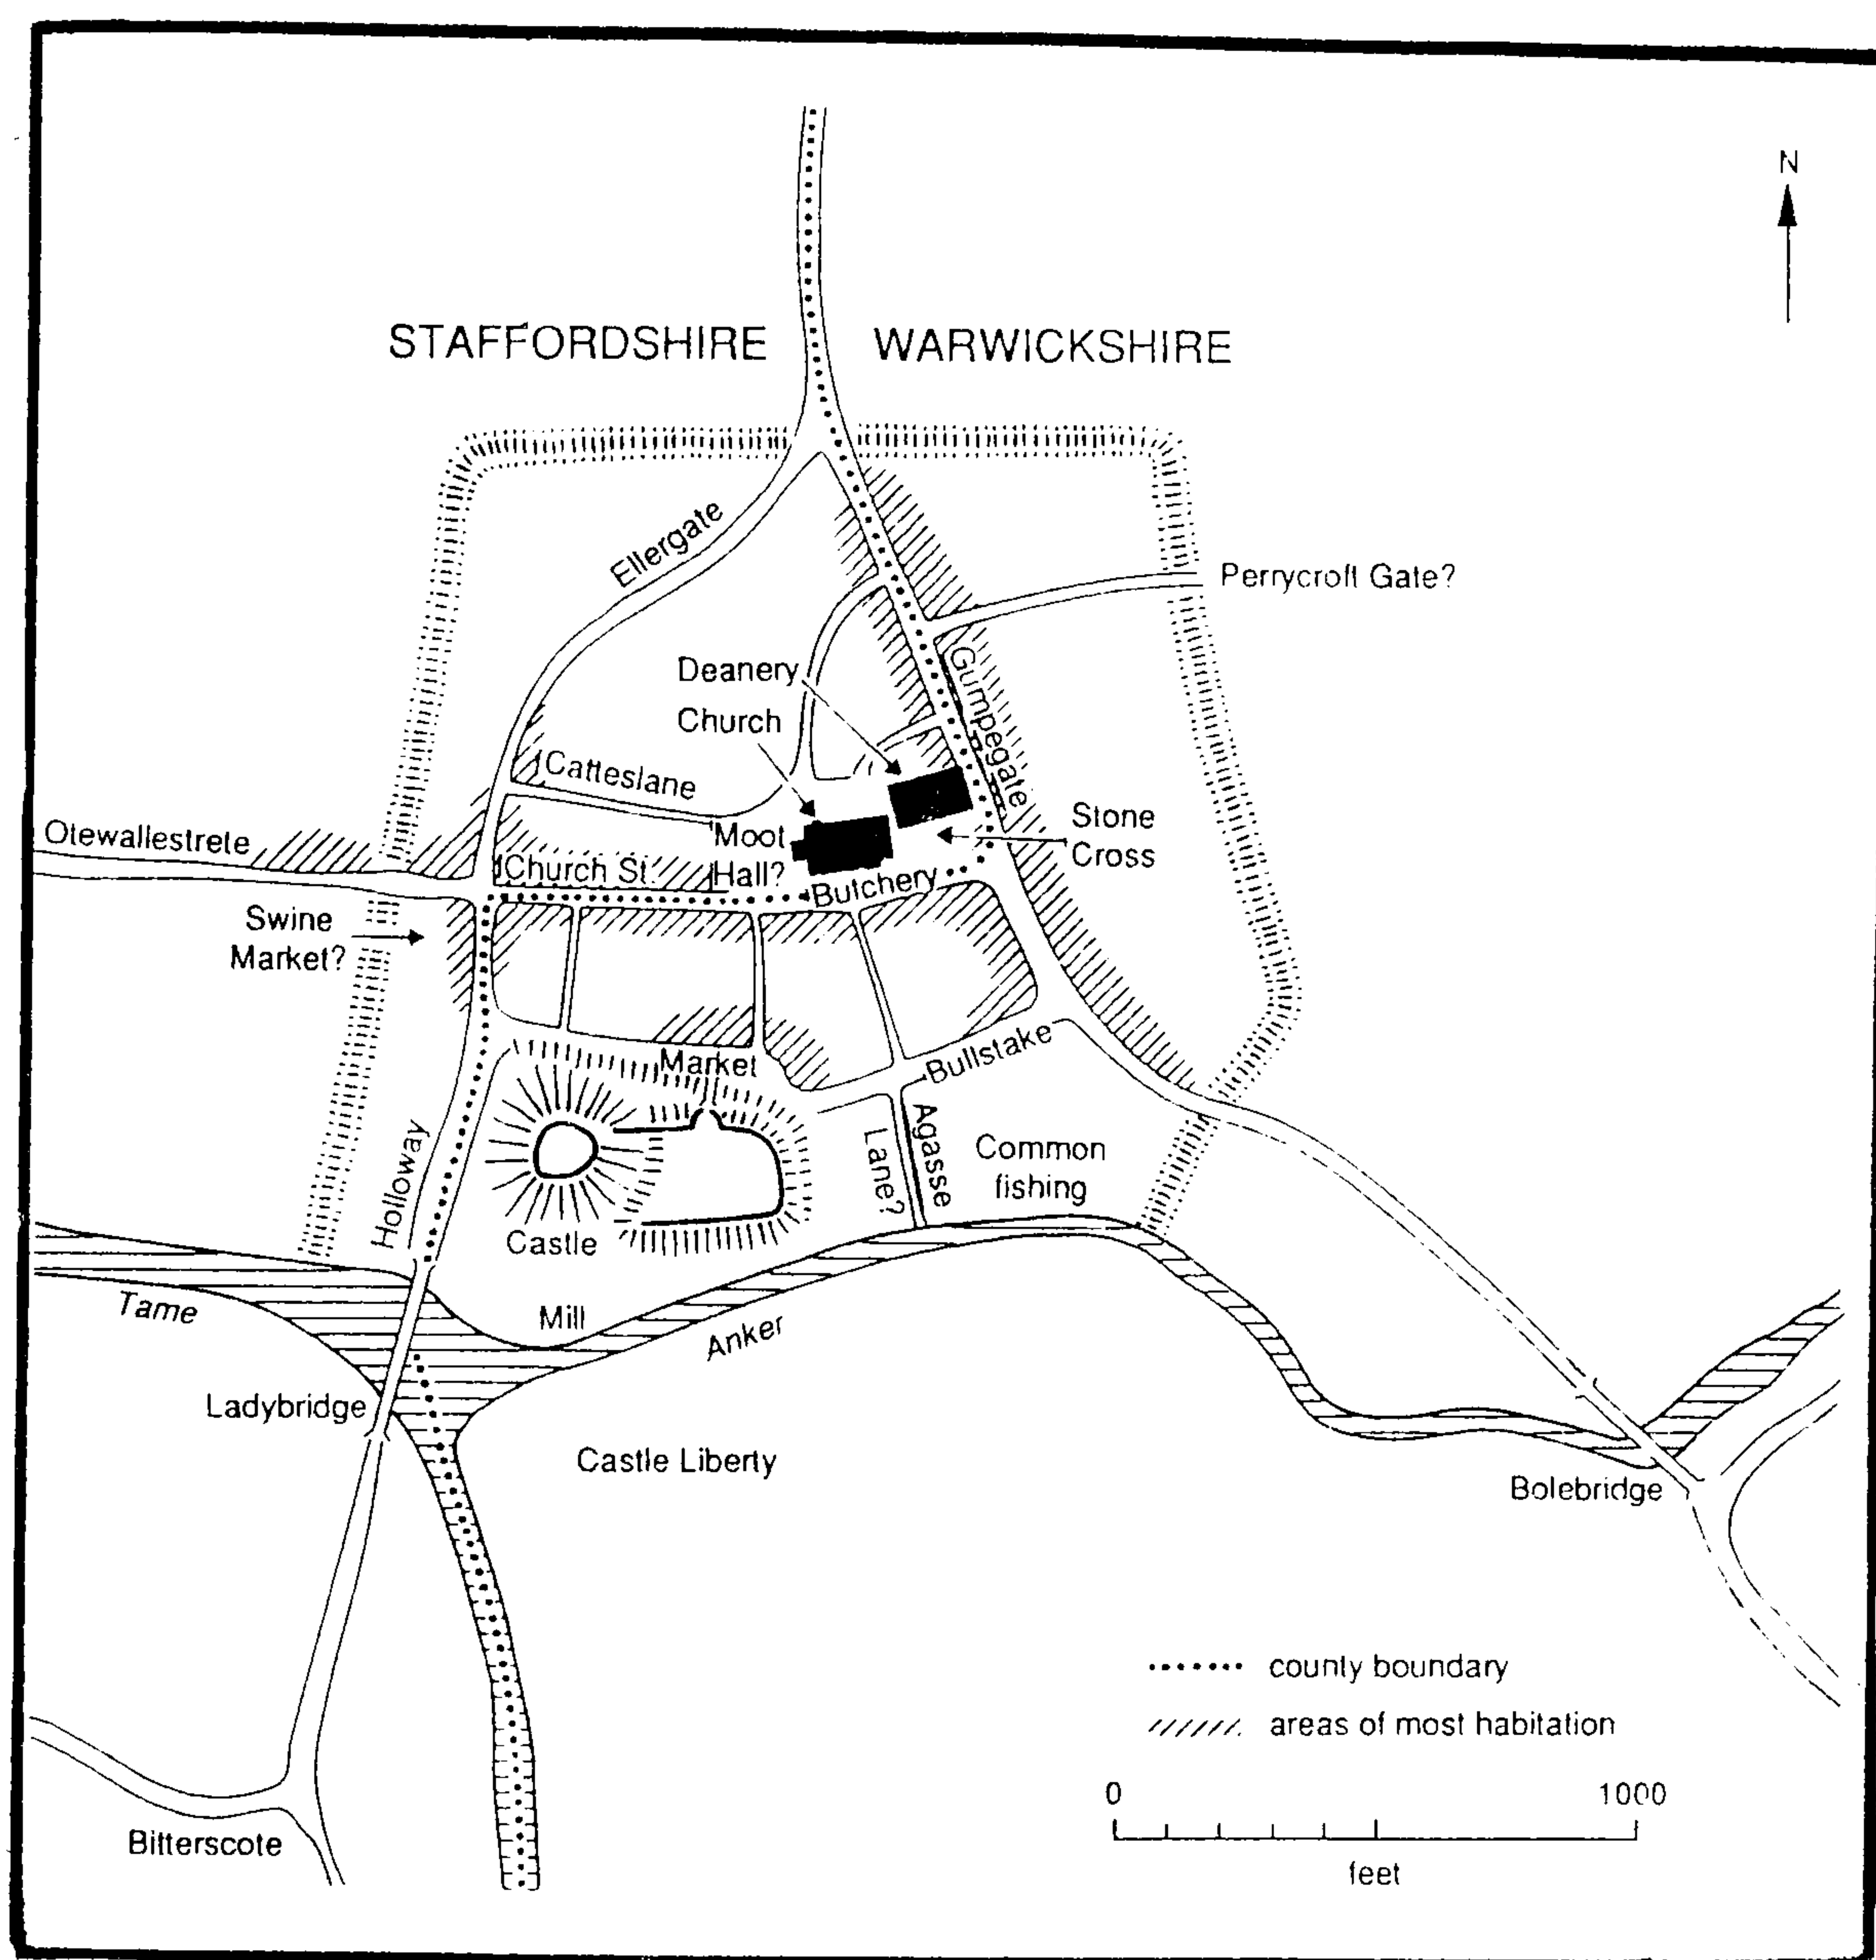 N
STAFFORDSHIRE
WARWICKSHIRE
Ellergate
Perrycroft Gate?
Deanery
Church
Gumpegate
Catteslane
Otewallestrete
Moot
Hall?
Stone
Cross
Church St.
Butchery
Swine
Market?
Market
Bullstake
Holloway
Agasse
Lane?
Common
fishing
Castle
Tame
Mill
Anker
Ladybridge
Castle Liberty
Bolebridge
county boundary
areas of most habitation
0 1000
feet
Bitterscote